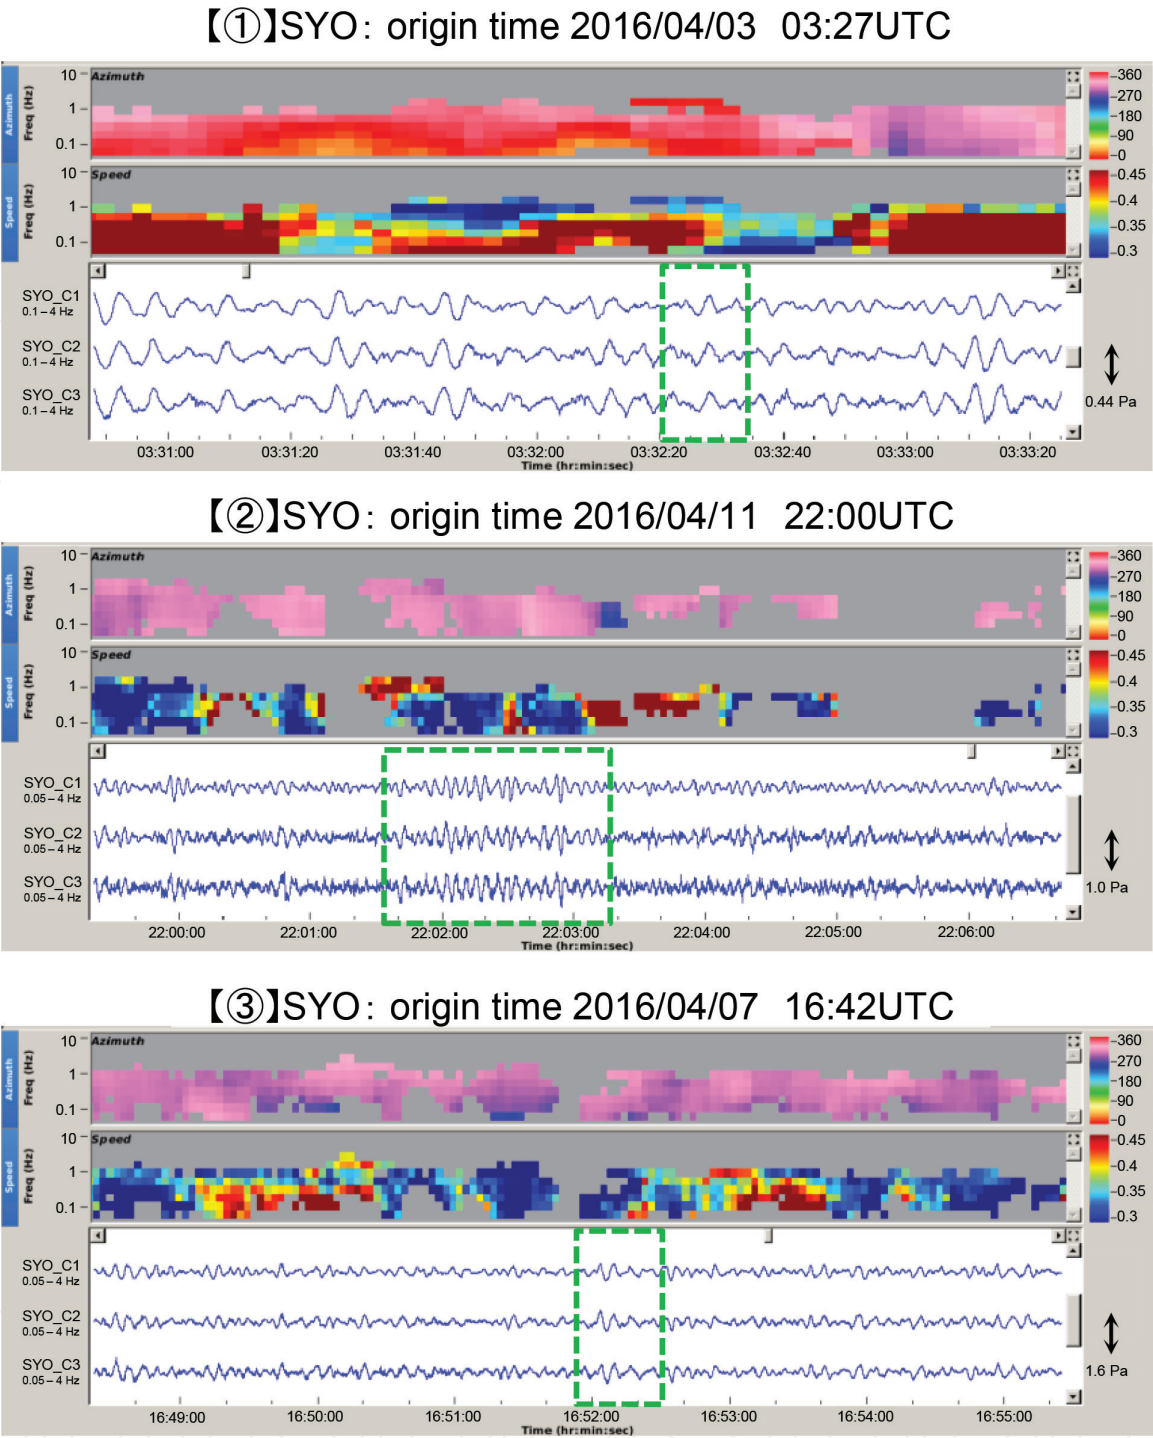 【①】SYO: origin time 2016/04/03 03:27UTC
Azimuth
Freq (Hz)
10
1
0.1
Azimuth
360
270
180
90
0
Speed
Freq (Hz)
10
1
0.1
Speed
0.45
0.4
0.35
0.3
SYO_C1
0.1–4 Hz
SYO_C2
0.1–4 Hz
SYO_C3
0.1–4 Hz
0.44 Pa
03:31:00 03:31:20 03:31:40 03:32:00 03:32:20 03:32:40 03:33:00 03:33:20
Time (hr:min:sec)
【②】SYO: origin time 2016/04/11 22:00UTC
Azimuth
Freq (Hz)
10
1
0.1
Azimuth
360
270
180
90
0
Speed
Freq (Hz)
10
1
0.1
Speed
0.45
0.4
0.35
0.3
SYO_C1
0.05–4 Hz
SYO_C2
0.05–4 Hz
SYO_C3
0.05–4 Hz
1.0 Pa
22:00:00 22:01:00 22:02:00 22:03:00 22:04:00 22:05:00 22:06:00
Time (hr:min:sec)
【③】SYO: origin time 2016/04/07 16:42UTC
Azimuth
Freq (Hz)
10
1
0.1
Azimuth
360
270
180
90
0
Speed
Freq (Hz)
10
1
0.1
Speed
0.45
0.4
0.35
0.3
SYO_C1
0.05–4 Hz
SYO_C2
0.05–4 Hz
SYO_C3
0.05–4 Hz
1.6 Pa
16:49:00 16:50:00 16:51:00 16:52:00 16:53:00 16:54:00 16:55:00
Time (hr:min:sec)